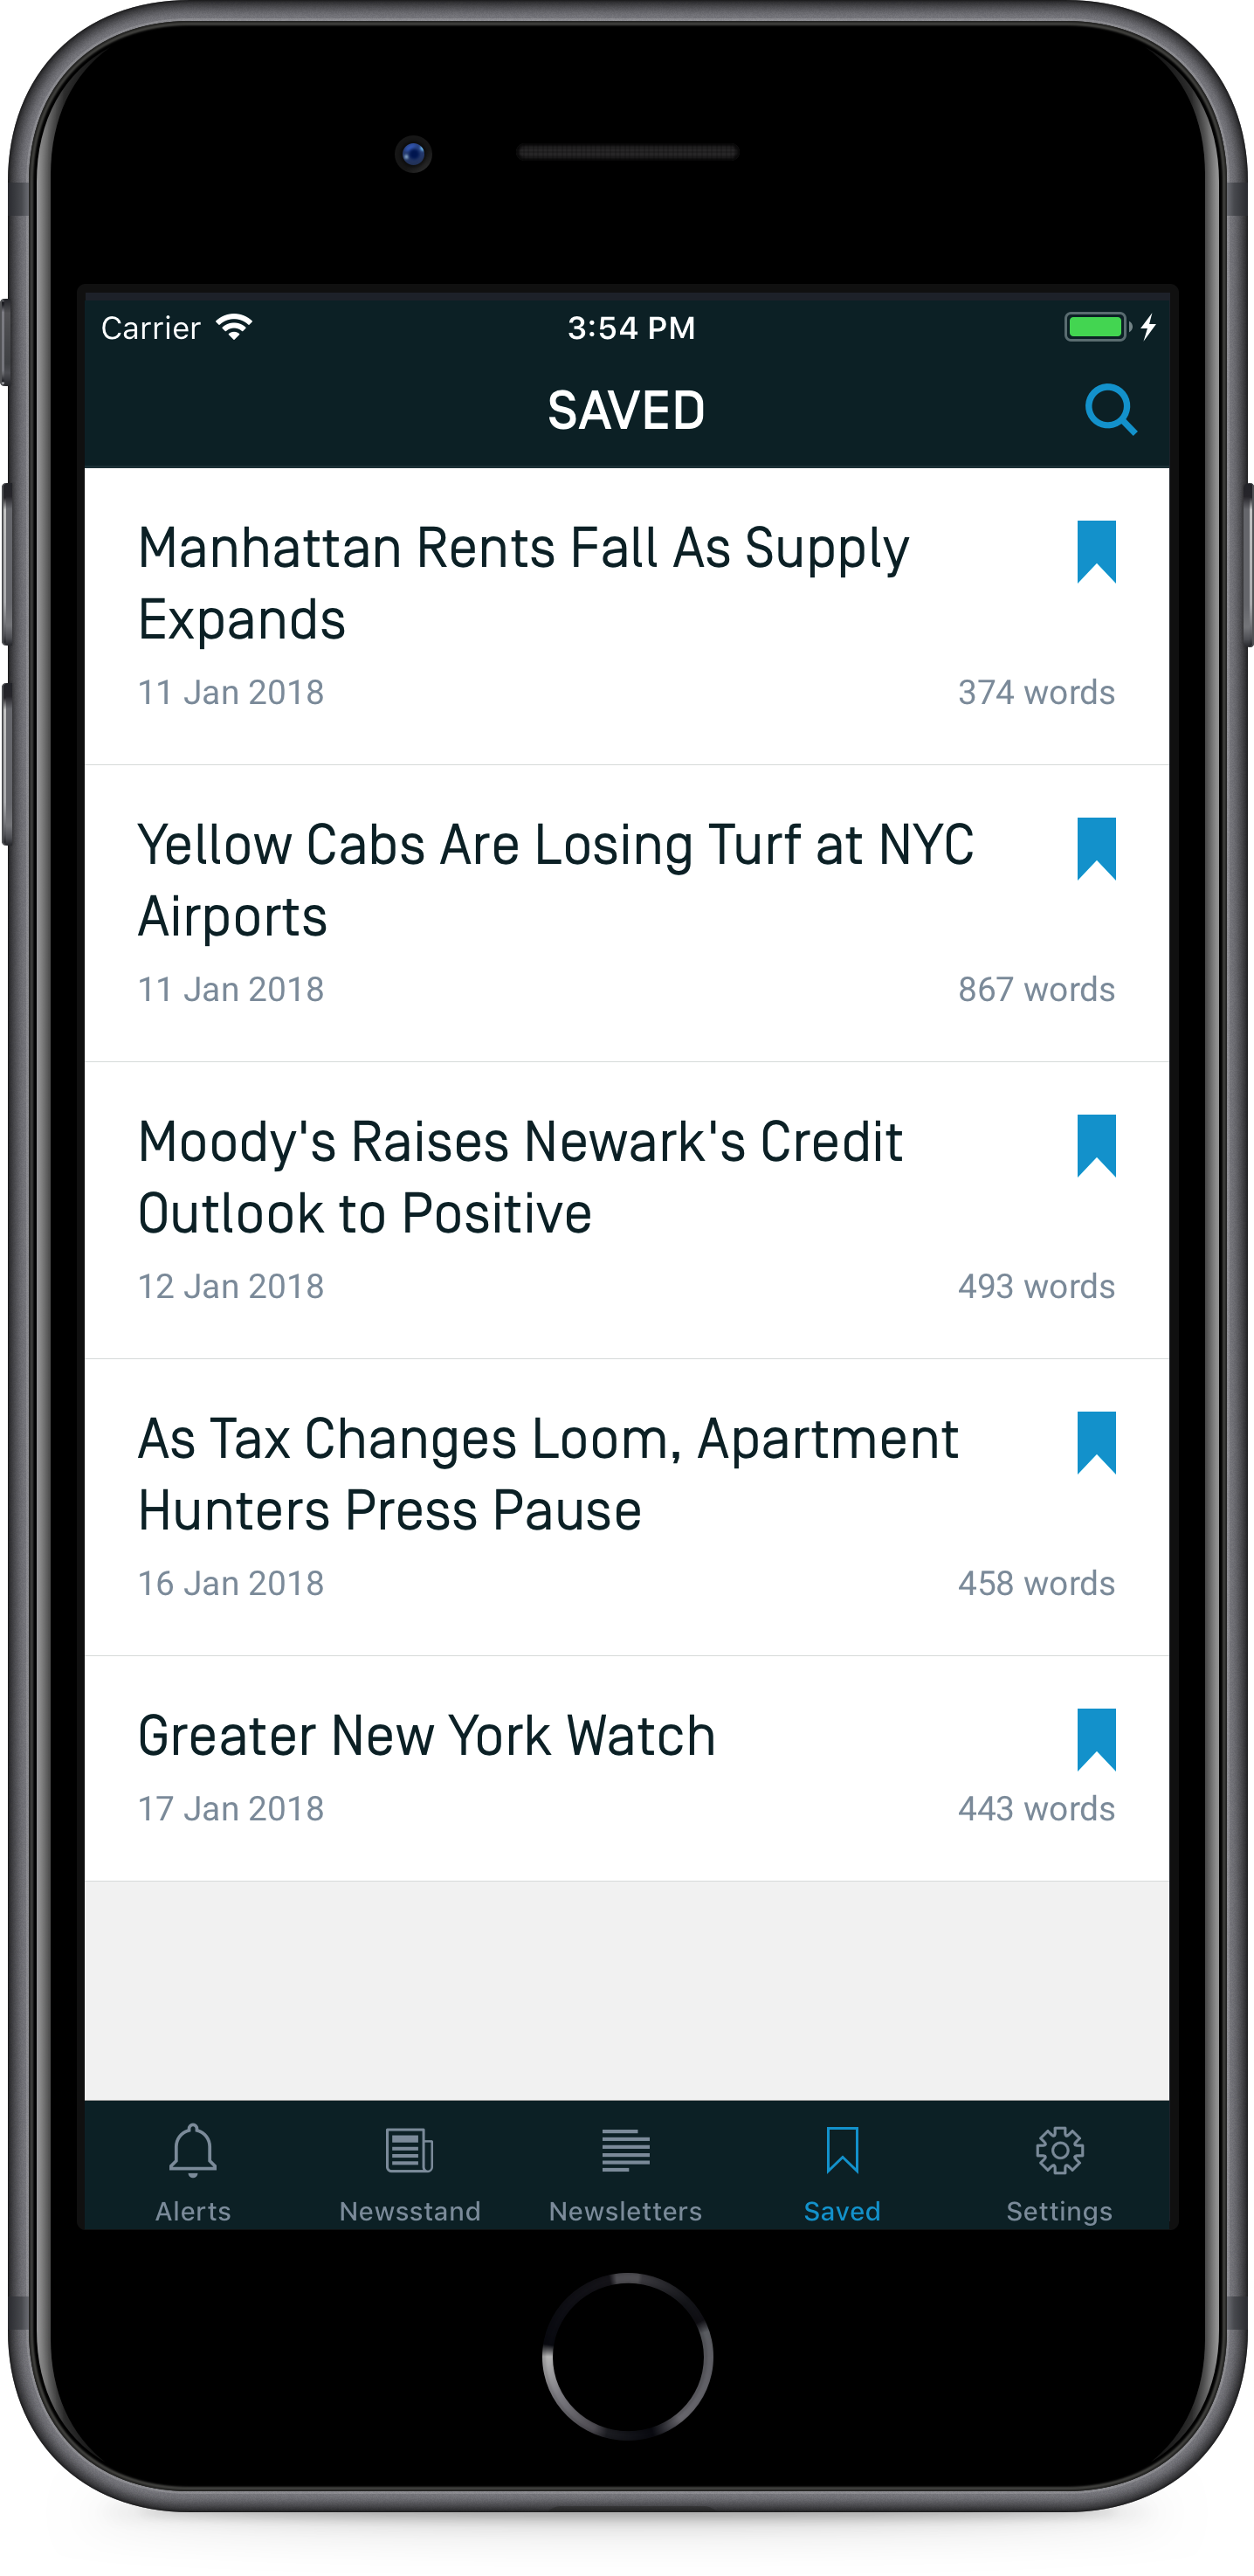 Carrier 3:54 PM
SAVED
Manhattan Rents Fall As Supply
Expands
11 Jan 2018 374 words
Yellow Cabs Are Losing Turf at NYC
Airports
11 Jan 2018 867 words
Moody's Raises Newark's Credit
Outlook to Positive
12 Jan 2018 493 words
As Tax Changes Loom, Apartment
Hunters Press Pause
16 Jan 2018 458 words
Greater New York Watch
17 Jan 2018 443 words
Alerts Newsstand Newsletters Saved Settings